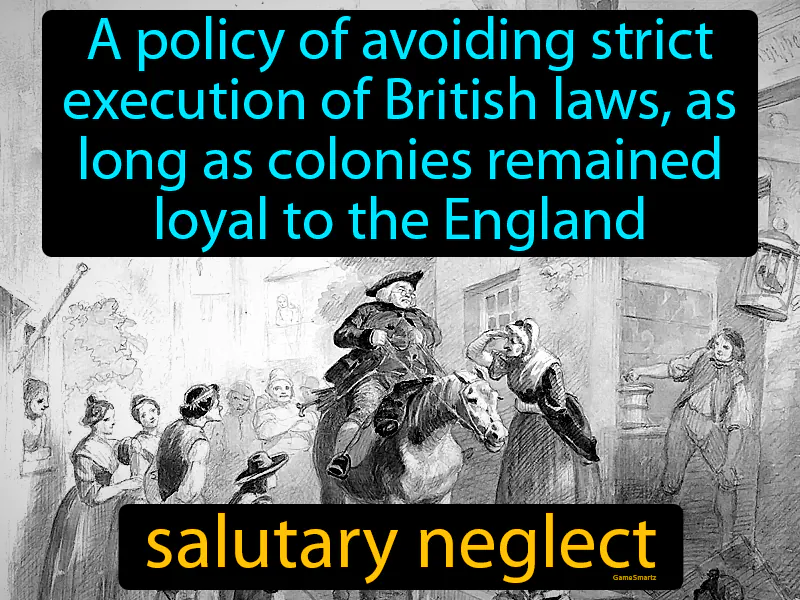 A policy of avoiding strict
execution of British laws, as
long as colonies remained
loyal to the England
salutary neglect
GameSmartz